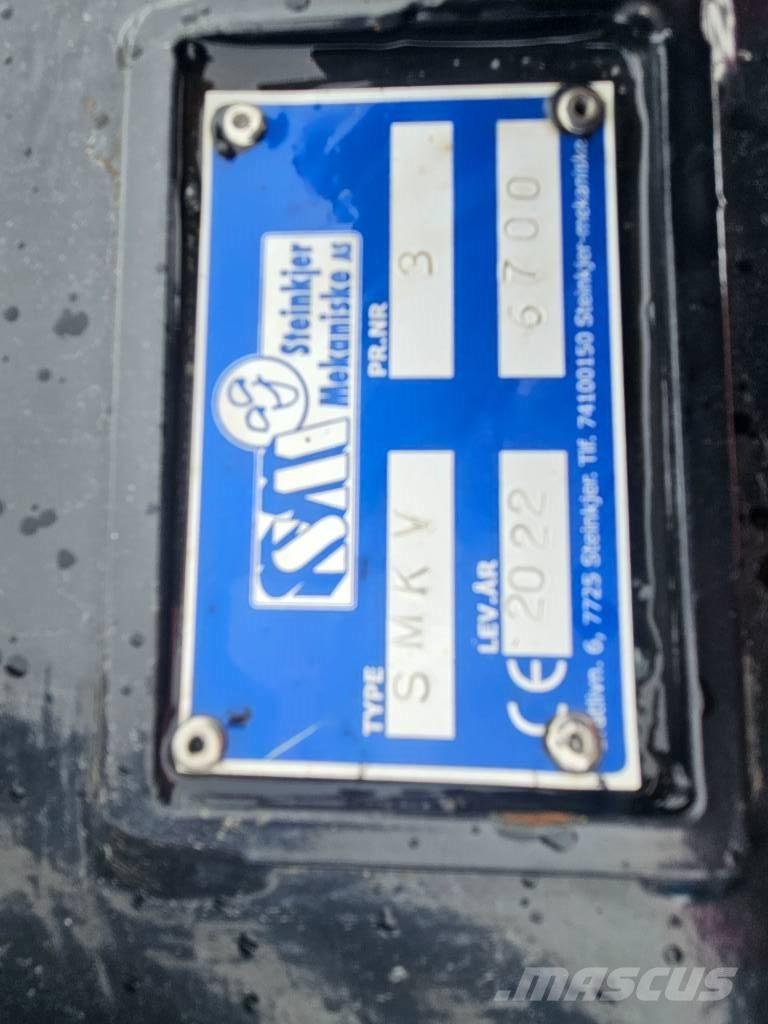 SM
Steinkjer
Mekaniske AS
TYPE SMKV PR.NR 3
CE LEV.ÅR 2022 6700
6, 7725 Steinkjer. Tlf. 74100150 Steinkjer-mekaniske
MASCUS